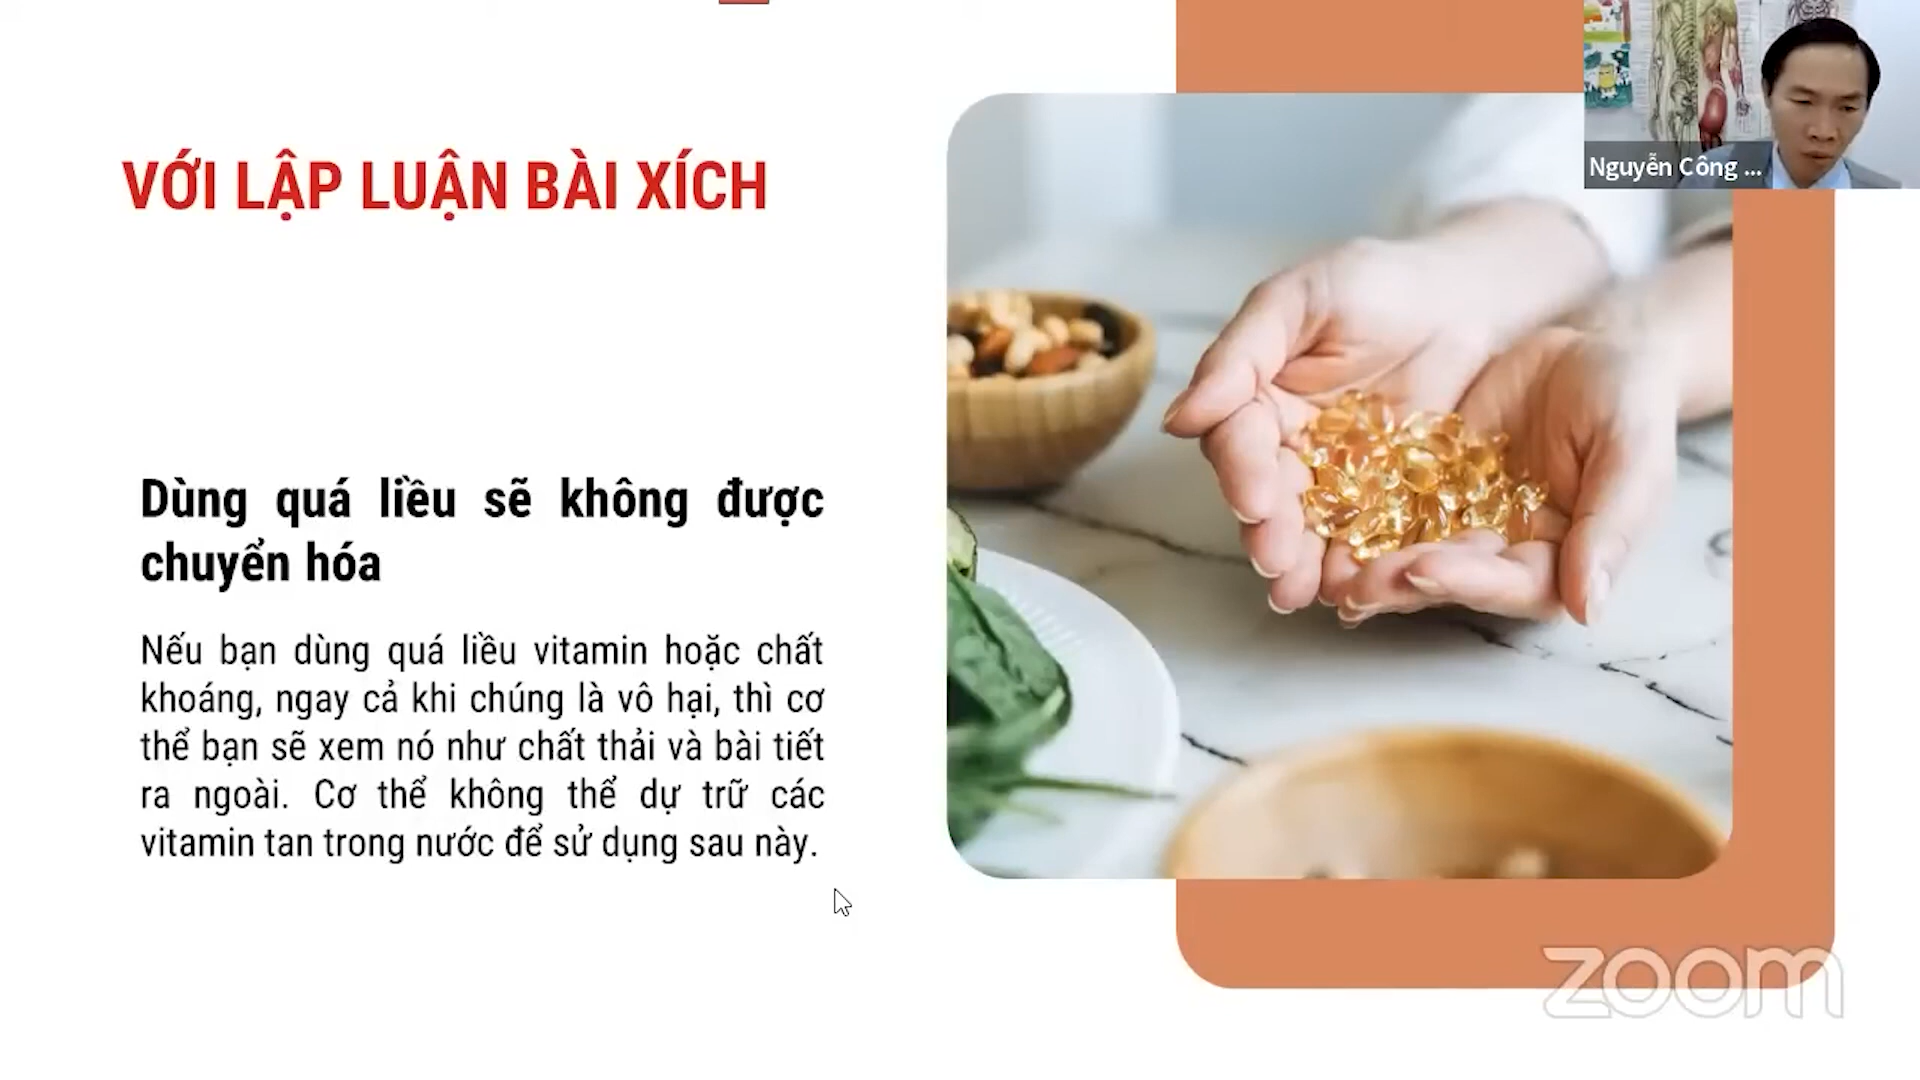 VỚI LẬP LUẬN BÀI XÍCH
Nguyễn Công ...
Dùng quá liều sẽ không được
chuyển hóa
Nếu bạn dùng quá liều vitamin hoặc chất
khoáng, ngay cả khi chúng là vô hại, thì cơ
thể bạn sẽ xem nó như chất thải và bài tiết
ra ngoài. Cơ thể không thể dự trữ các
vitamin tan trong nước để sử dụng sau này.
zoom